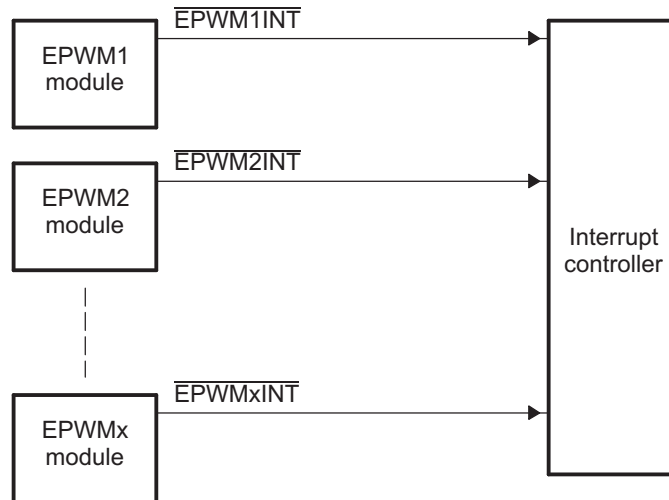 EPWM1INT
EPWM1
module
EPWM2INT
EPWM2
module
Interrupt
controller
EPWMxINT
EPWMx
module